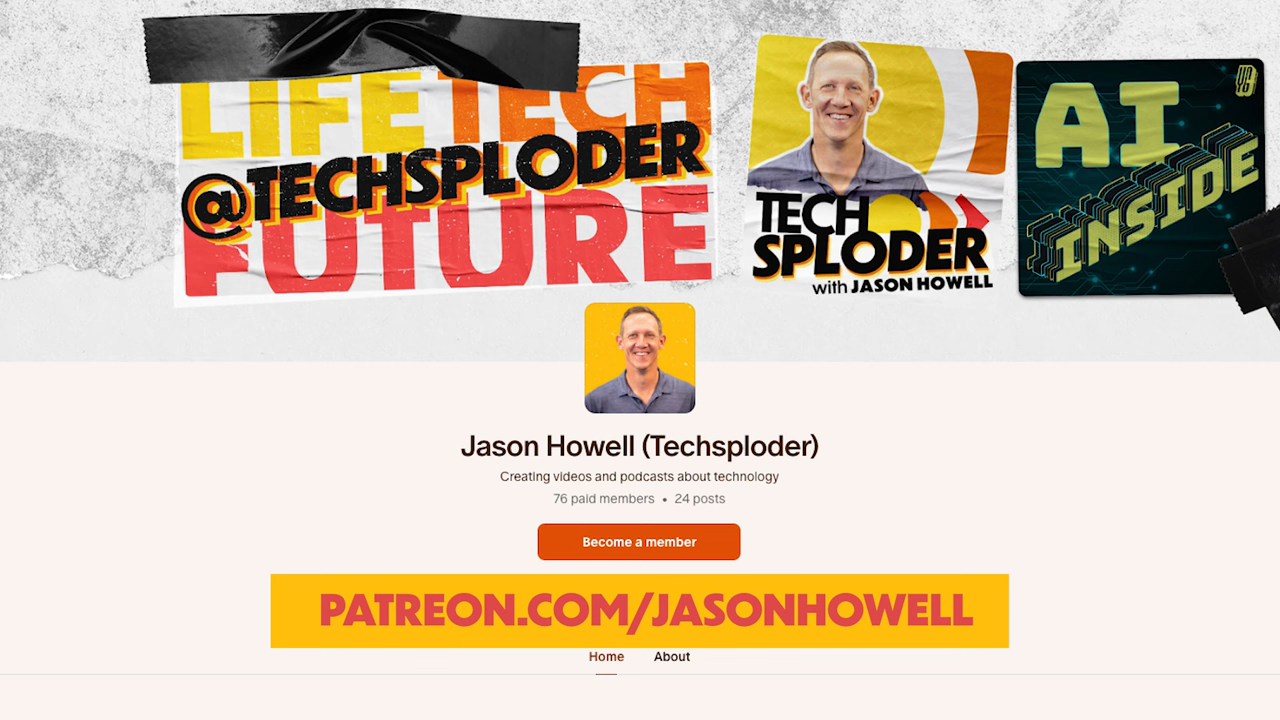 LIFE TECH
@TECHSPLODER
FUTURE
TECH
SPLODER
with JASON HOWELL
AI
INSIDE
Jason Howell (Techsploder)
Creating videos and podcasts about technology
76 paid members • 24 posts
Become a member
PATREON.COM/JASONHOWELL
Home About